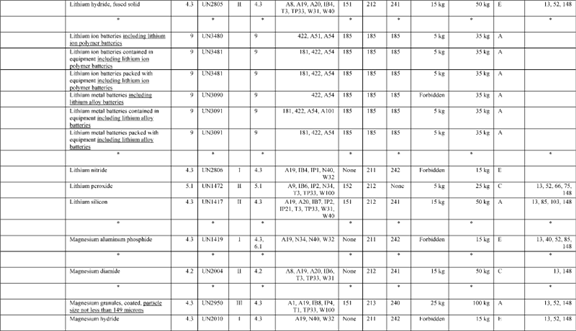 Lithium hydride, fused solid 4.3 UN2805 II 4.3 A8, A19, A20, IB4, T3, TP33, W31, W40 151 212 241 15 kg 50 kg E 13, 52, 148
* * * * * * *
Lithium ion batteries including lithium ion polymer batteries 9 UN3480 9 422, A51, A54 185 185 185 5 kg 35 kg A
Lithium ion batteries contained in equipment including lithium ion polymer batteries 9 UN3481 9 181, 422, A54 185 185 185 5 kg 35 kg A
Lithium ion batteries packed with equipment including lithium ion polymer batteries 9 UN3481 9 181, 422, A54 185 185 185 5 kg 35 kg A
Lithium metal batteries including lithium alloy batteries 9 UN3090 9 422, A54 185 185 185 Forbidden 35 kg A
Lithium metal batteries contained in equipment including lithium alloy batteries 9 UN3091 9 181, 422, A54, A101 185 185 185 5 kg 35 kg A
Lithium metal batteries packed with equipment including lithium alloy batteries 9 UN3091 9 181, 422, A54 185 185 185 5 kg 35 kg A
* * * * * * *
Lithium nitride 4.3 UN2806 I 4.3 A19, IB4, IP1, N40, W32 None 211 242 Forbidden 15 kg E
Lithium peroxide 5.1 UN1472 II 5.1 A9, IB6, IP2, N34, T3, TP33, W100 152 212 None 5 kg 25 kg C 13, 52, 66, 75, 148
Lithium silicon 4.3 UN1417 II 4.3 A19, A20, IB7, IP2, IP21, T3, TP33, W31, W40 151 212 241 15 kg 50 kg A 13, 85, 103, 148
* * * * * * *
Magnesium aluminum phosphide 4.3 UN1419 I 4.3, 6.1 A19, N34, N40, W32 None 211 242 Forbidden 15 kg E 13, 40, 52, 85, 148
* * * * * * *
Magnesium diamide 4.2 UN2004 II 4.2 A8, A19, A20, IB6, T3, TP33, W31 None 212 241 15 kg 50 kg C 13, 148
* * * * * * *
Magnesium granules, coated, particle size not less than 149 microns 4.3 UN2950 III 4.3 A1, A19, IB8, IP4, T1, TP33, W100 151 213 240 25 kg 100 kg A 13, 52, 148
Magnesium hydride 4.3 UN2010 I 4.3 A19, N40, W32 None 211 242 Forbidden 15 kg E 13, 52, 148